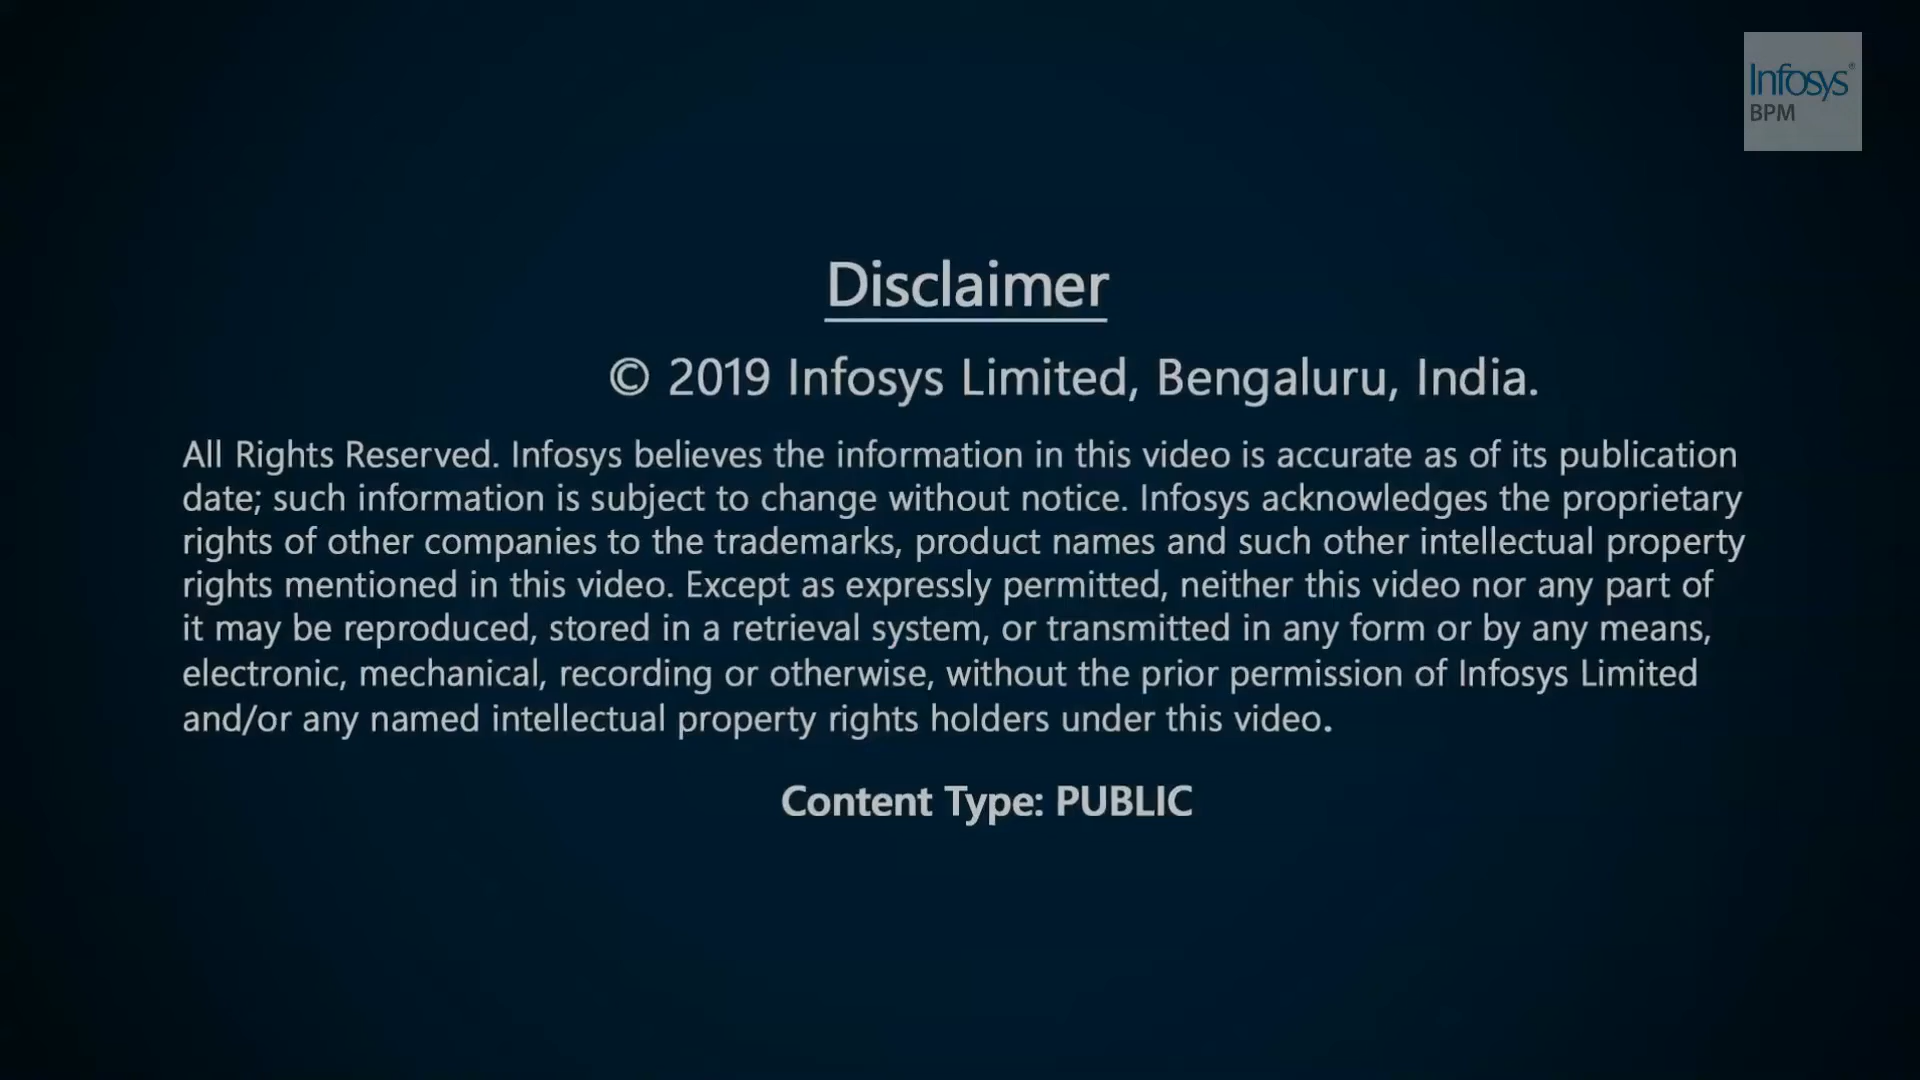 Infosys®
BPM
Disclaimer
© 2019 Infosys Limited, Bengaluru, India.
All Rights Reserved. Infosys believes the information in this video is accurate as of its publication
date; such information is subject to change without notice. Infosys acknowledges the proprietary
rights of other companies to the trademarks, product names and such other intellectual property
rights mentioned in this video. Except as expressly permitted, neither this video nor any part of
it may be reproduced, stored in a retrieval system, or transmitted in any form or by any means,
electronic, mechanical, recording or otherwise, without the prior permission of Infosys Limited
and/or any named intellectual property rights holders under this video.
Content Type: PUBLIC